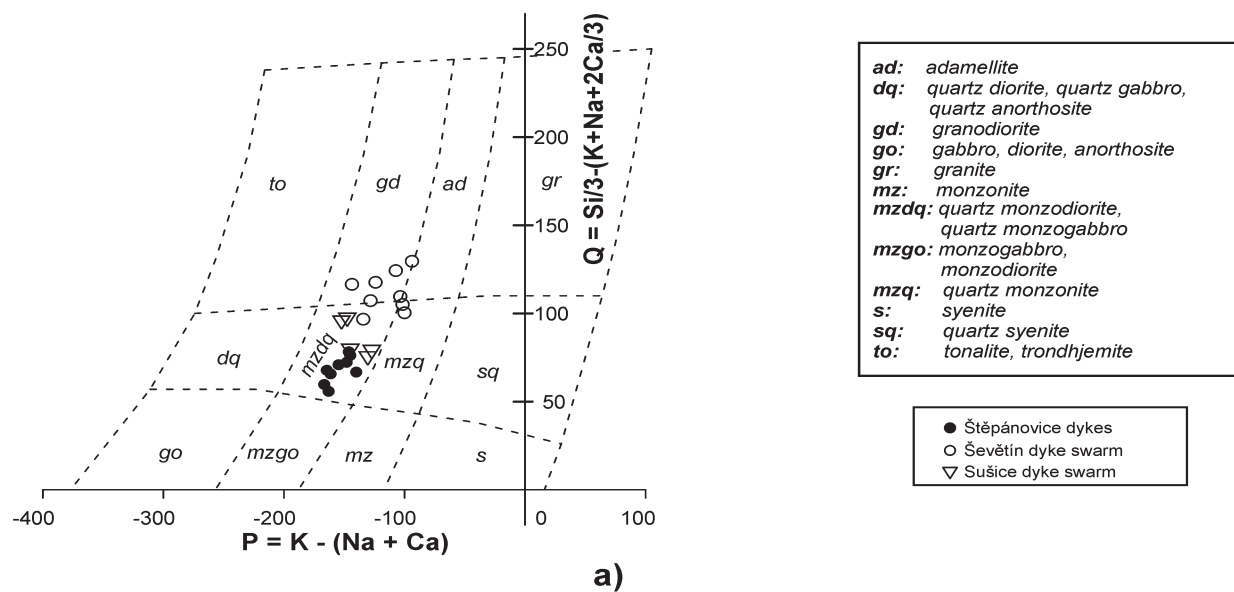 250
200
150
100
50
Q = Si/3-(K+Na+2Ca/3)
to
gd
ad
gr
dq
mzdq
mzq
sq
go
mzgo
mz
s
-400
-300
-200
-100
0
100
P = K - (Na + Ca)
a)
ad: adamellite
dq: quartz diorite, quartz gabbro,
quartz anorthosite
gd: granodiorite
go: gabbro, diorite, anorthosite
gr: granite
mz: monzonite
mzdq: quartz monzodiorite,
quartz monzogabbro
mzgo: monzogabbro,
monzodiorite
mzq: quartz monzonite
s: syenite
sq: quartz syenite
to: tonalite, trondhjemite
Štěpánovice dykes
Ševětín dyke swarm
Sušice dyke swarm